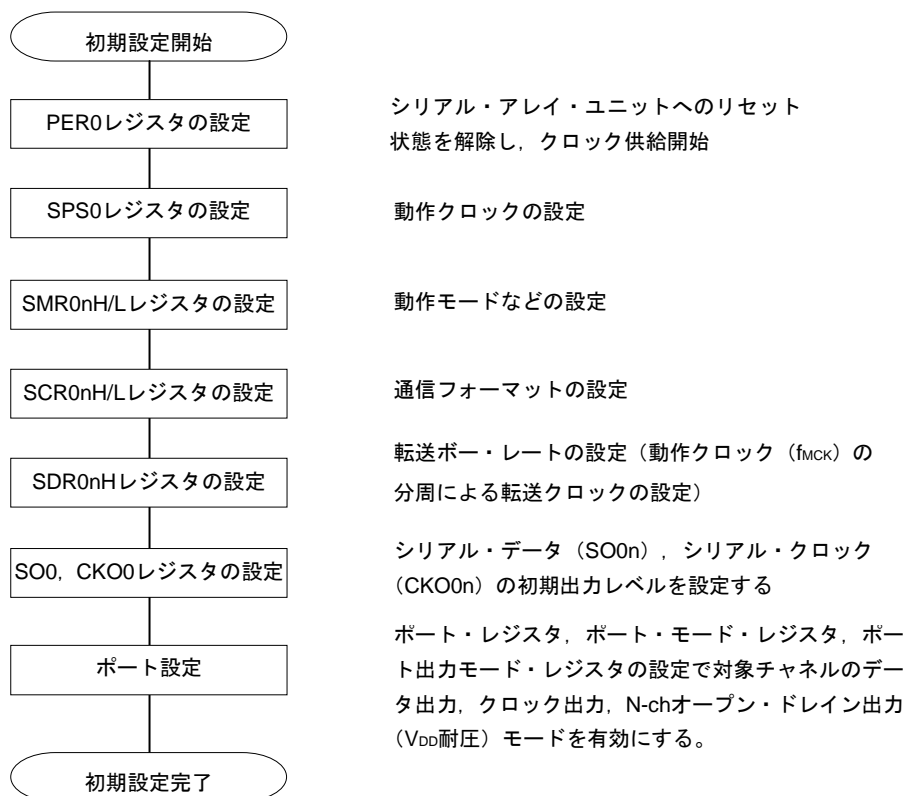 初期設定開始
PER0レジスタの設定
シリアル・アレイ・ユニットへのリセット
状態を解除し，クロック供給開始
SPS0レジスタの設定
動作クロックの設定
SMR0nH/Lレジスタの設定
動作モードなどの設定
SCR0nH/Lレジスタの設定
通信フォーマットの設定
SDR0nHレジスタの設定
転送ボー・レートの設定（動作クロック（fMCK）の
分周による転送クロックの設定）
SO0，CKO0レジスタの設定
シリアル・データ（SO0n），シリアル・クロック
（CKO0n）の初期出力レベルを設定する
ポート設定
ポート・レジスタ，ポート・モード・レジスタ，ポー
ト出力モード・レジスタの設定で対象チャネルのデー
タ出力，クロック出力，N-chオープン・ドレイン出力
（VDD耐圧）モードを有効にする。
初期設定完了